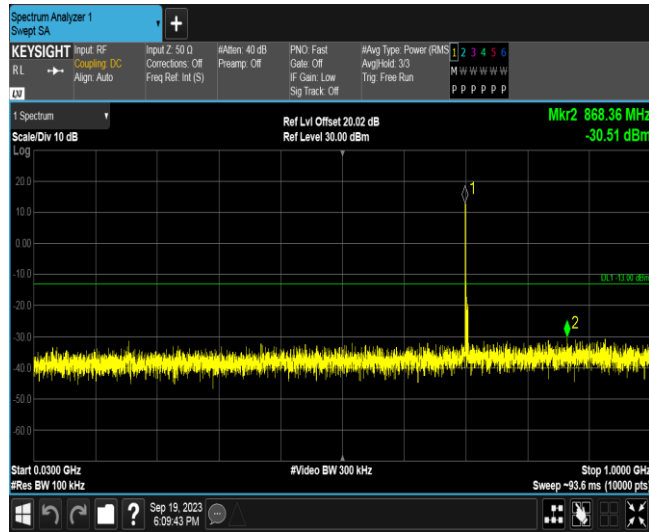 Spectrum Analyzer 1
Swept SA
KEYSIGHT
R L
LXI
Input: RF
Coupling: DC
Align: Auto
Input Z: 50 Ω
Corrections: Off
Freq Ref: Int (S)
#Atten: 40 dB
Preamp: Off
PNO: Fast
Gate: Off
IF Gain: Low
Sig Track: Off
#Avg Type: Power (RMS
Avg|Hold: 3/3
Trig: Free Run
1 2 3 4 5 6
M W W W W W
P P P P P P
1 Spectrum
Scale/Div 10 dB
Log
Ref Lvl Offset 20.02 dB
Ref Level 30.00 dBm
Mkr2 868.36 MHz
-30.51 dBm
20.0
10.0
0.00
-10.0
-20.0
-30.0
-40.0
-50.0
-60.0
1
DL1 -13.00 dBm
2
Start 0.0300 GHz
#Res BW 100 kHz
#Video BW 300 kHz
Stop 1.0000 GHz
Sweep ~93.6 ms (10000 pts)
?
Sep 19, 2023
6:09:43 PM